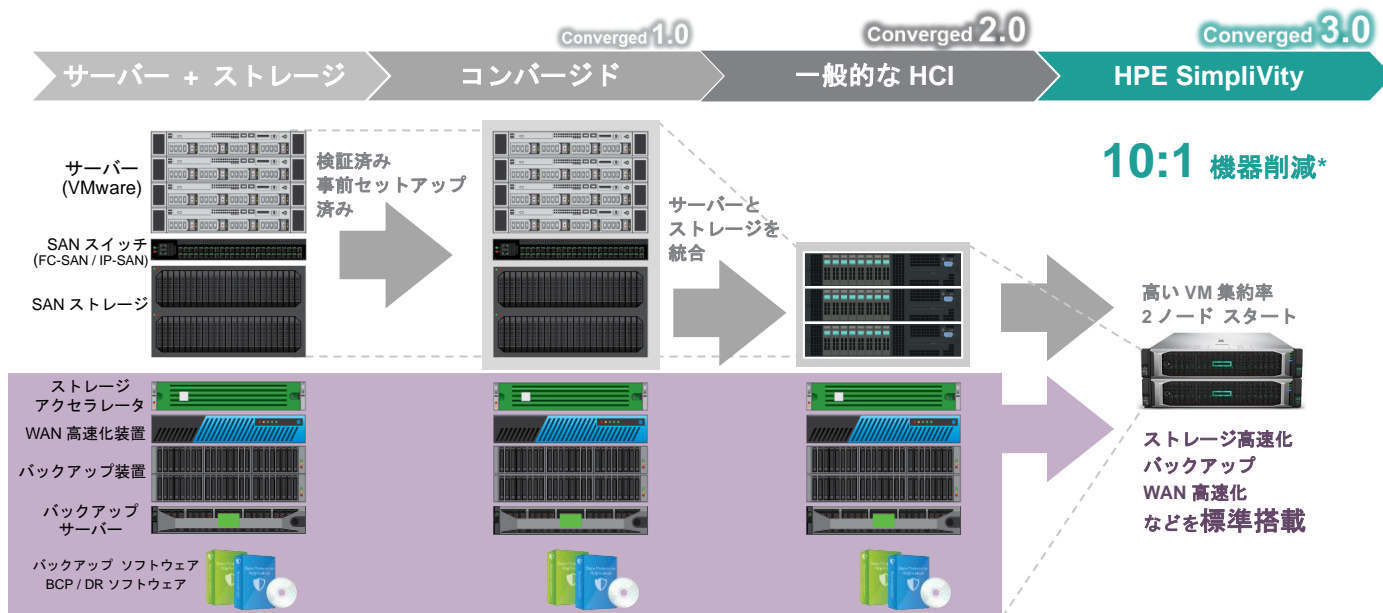 Converged 1.0
Converged 2.0
Converged 3.0
サーバー + ストレージ
コンバージド
一般的な HCI
HPE SimpliVity
サーバー
(VMware)
検証済み
事前セットアップ
済み
10:1 機器削減*
サーバーと
ストレージを
統合
SAN スイッチ
(FC-SAN / IP-SAN)
SAN ストレージ
高い VM 集約率
2 ノード スタート
ストレージ
アクセラレータ
WAN 高速化装置
バックアップ装置
バックアップ
サーバー
バックアップ ソフトウェア
BCP / DR ソフトウェア
ストレージ高速化
バックアップ
WAN 高速化
などを標準搭載